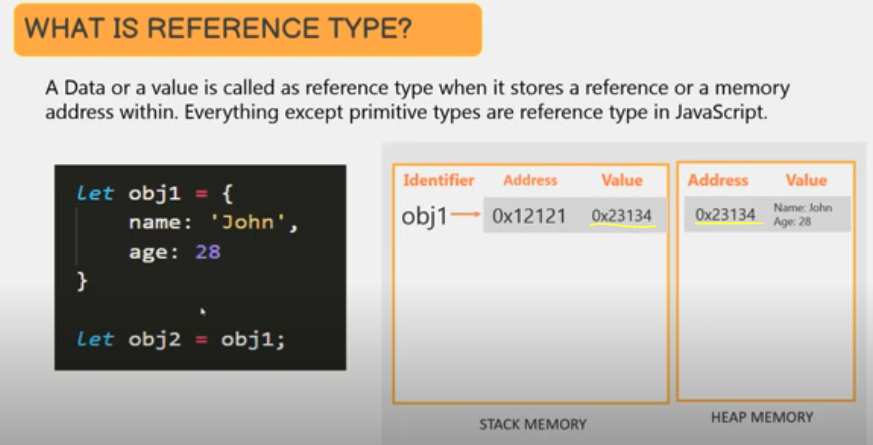 WHAT IS REFERENCE TYPE?
A Data or a value is called as reference type when it stores a reference or a memory
address within. Everything except primitive types are reference type in JavaScript.
Let obj1 = {
name: 'John',
age: 28
}
Let obj2 = obj1;
Identifier Address Value
obj1 0x12121 0x23134
STACK MEMORY
Address Value
0x23134 Name: John
Age: 28
HEAP MEMORY